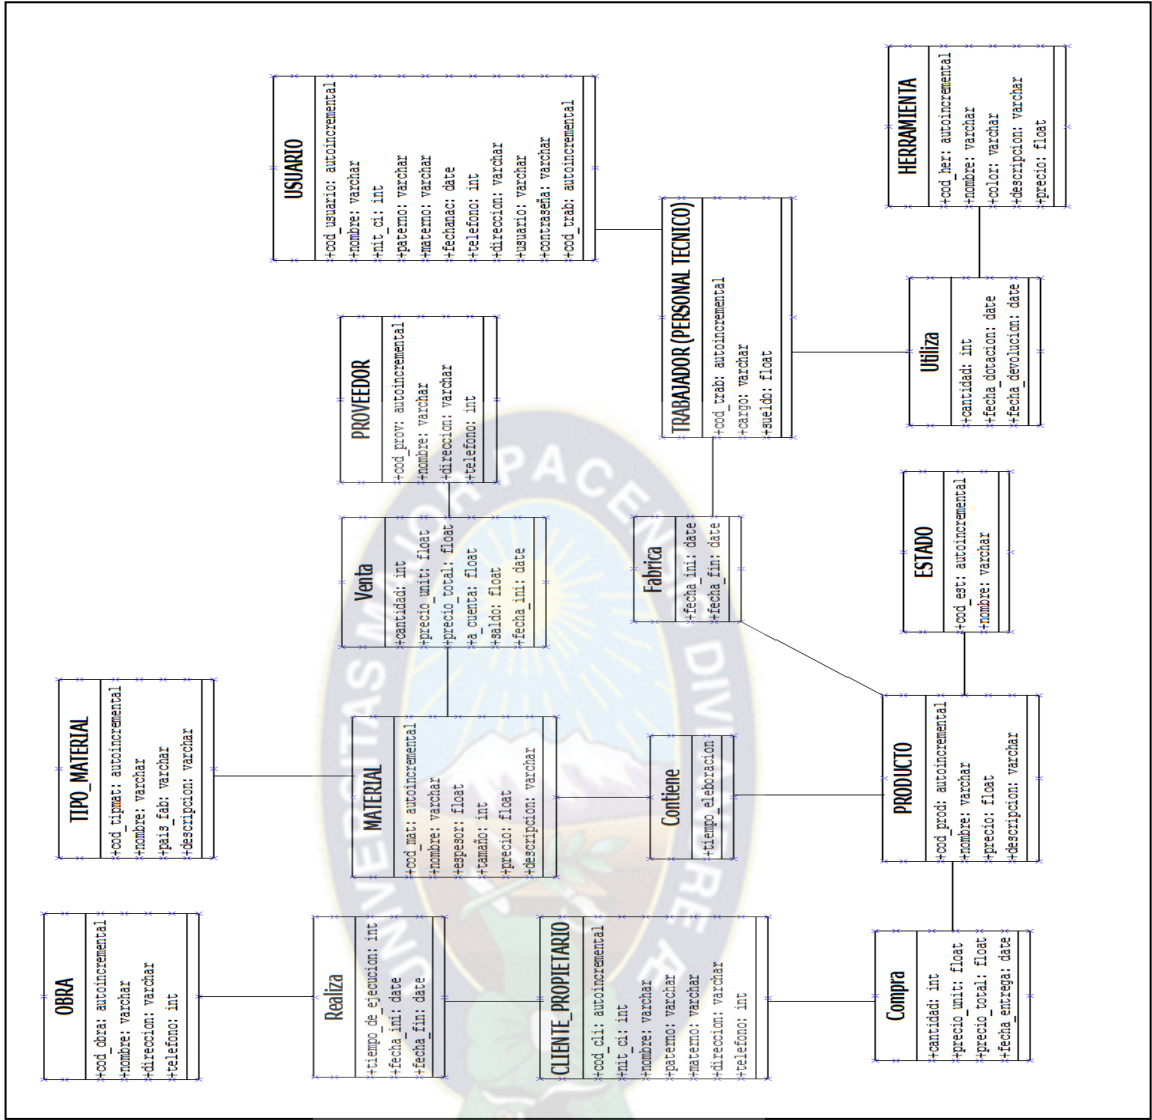 OBRA
+cod_obra: autoincremental
+nombre: varchar
+direccion: varchar
+telefono: int
TIPO_MATERIAL
+cod_tipmat: autoincremental
+nombre: varchar
+pais_fab: varchar
+descripcion: varchar
USUARIO
+cod_usuario: autoincremental
+nombre: varchar
+nit_ci: int
+paterno: varchar
+materno: varchar
+fechanac: date
+telefono: int
+direccion: varchar
+usuario: varchar
+contraseña: varchar
+cod_trab: autoincremental
Realiza
+tiempo_de_ejecucion: int
+fecha_ini: date
+fecha_fin: date
MATERIAL
+cod_mat: autoincremental
+nombre: varchar
+espesor: float
+tamaño: int
+precio: float
+descripcion: varchar
Venta
+cantidad: int
+precio_unit: float
+precio_total: float
+a_cuenta: float
+saldo: float
+fecha_ini: date
PROVEEDOR
+cod_prov: autoincremental
+nombre: varchar
+direccion: varchar
+telefono: int
CLIENTE_PROPIETARIO
+cod_cli: autoincremental
+nit_ci: int
+nombre: varchar
+paterno: varchar
+materno: varchar
+direccion: varchar
+telefono: int
Contiene
+tiempo_eleboracion
Fabrica
+fecha_ini: date
+fecha_fin: date
TRABAJADOR (PERSONAL TECNICO)
+cod_trab: autoincremental
+cargo: varchar
+sueldo: float
Compra
+cantidad: int
+precio_unit: float
+precio_total: float
+fecha_entrega: date
PRODUCTO
+cod_prod: autoincremental
+nombre: varchar
+precio: float
+descripcion: varchar
ESTADO
+cod_est: autoincremental
+nombre: varchar
Utiliza
+cantidad: int
+fecha_dotacion: date
+fecha_devolucion: date
HERRAMIENTA
+cod_her: autoincremental
+nombre: varchar
+color: varchar
+descripcion: varchar
+precio: float